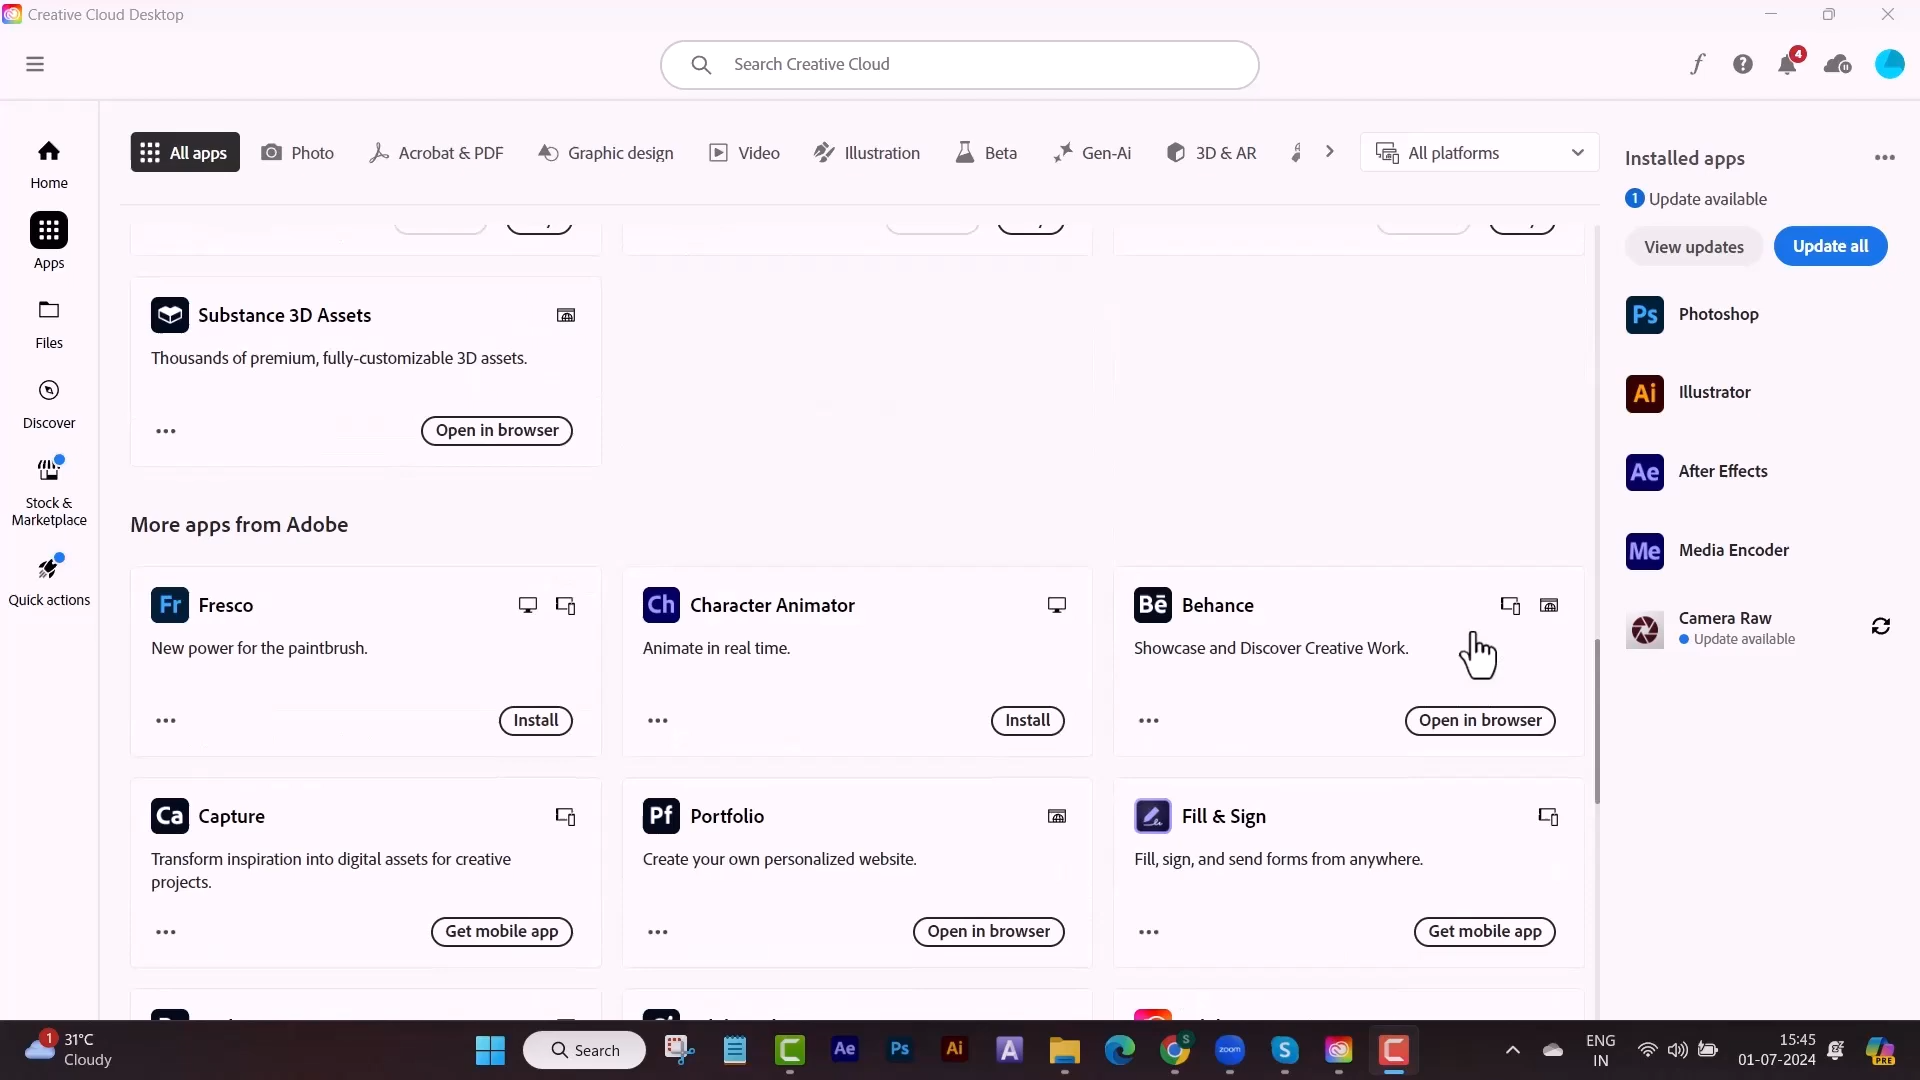 Creative Cloud Desktop
Search Creative Cloud
4
Home
Apps
Files
Discover
Stock &
Marketplace
Quick actions
All apps
Photo
Acrobat & PDF
Graphic design
Video
Illustration
Beta
Gen-Ai
3D & AR
All platforms
Substance 3D Assets
Thousands of premium, fully-customizable 3D assets.
Open in browser
More apps from Adobe
Fr Fresco
New power for the paintbrush.
Install
Ch Character Animator
Animate in real time.
Install
Bē Behance
Showcase and Discover Creative Work.
Open in browser
Ca Capture
Transform inspiration into digital assets for creative
projects.
Get mobile app
Pf Portfolio
Create your own personalized website.
Open in browser
Fill & Sign
Fill, sign, and send forms from anywhere.
Get mobile app
Installed apps
1 Update available
View updates
Update all
Ps Photoshop
Ai Illustrator
Ae After Effects
Me Media Encoder
Camera Raw
Update available
1
31°C
Cloudy
Search
Ae
Ps
Ai
A
S
zoom
S
ENG
IN
15:45
01-07-2024
PRE